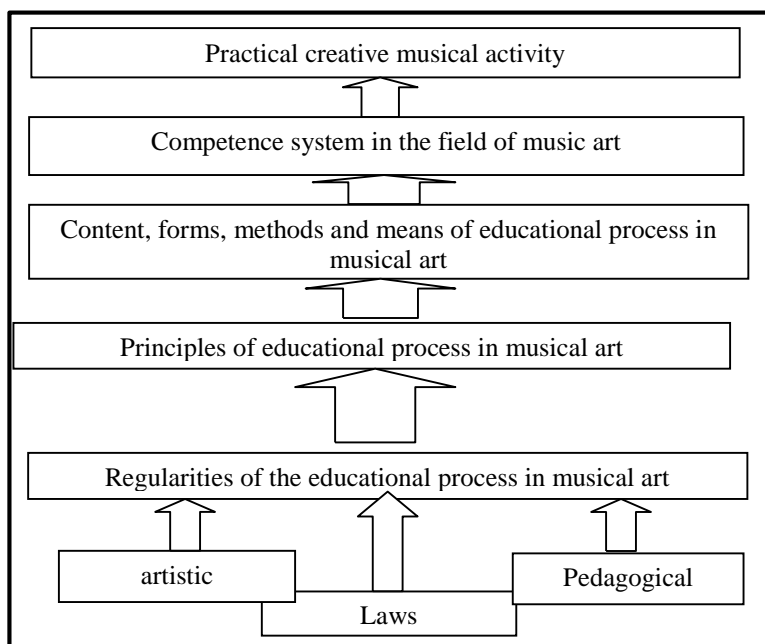 Practical creative musical activity
Competence system in the field of music art
Content, forms, methods and means of educational process in
musical art
Principles of educational process in musical art
Regularities of the educational process in musical art
artistic
Pedagogical
Laws